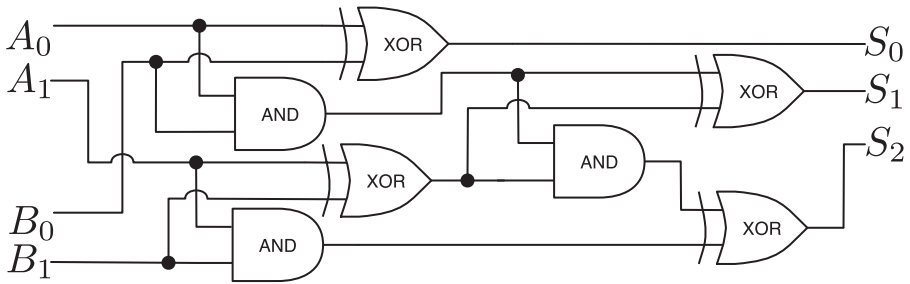 A0 XOR S0
A1 AND XOR S1
XOR AND S2
B0 AND XOR
B1